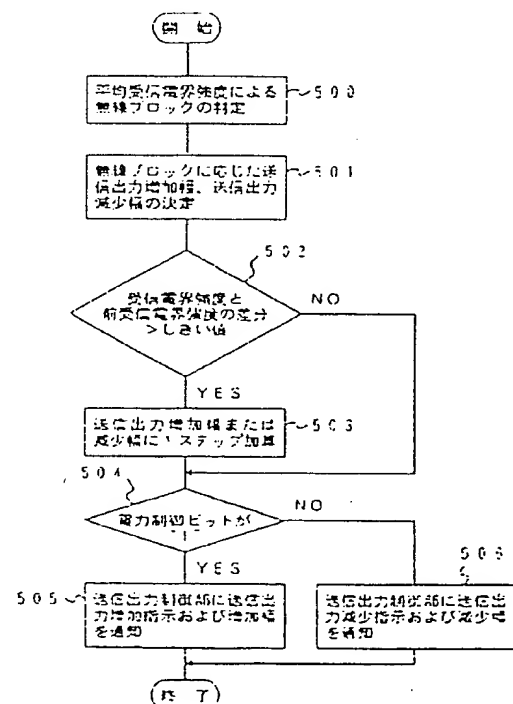 開 始
平均受信電界強度による
無線ブロックの判定
500
無線ブロックに応じた送
信出力増加幅、送信出力
減少幅の決定
501
502
受信電界強度と
前受信電界強度の差分
>しきい値
NO
YES
送信出力増加幅または
減少幅に1ステップ加算
503
504
電力制御ビットが
NO
YES
505
送信出力制御部に送信出
力増加指示および増加幅
を通知
506
送信出力制御部に送信出
力減少指示および減少幅
を通知
終 了